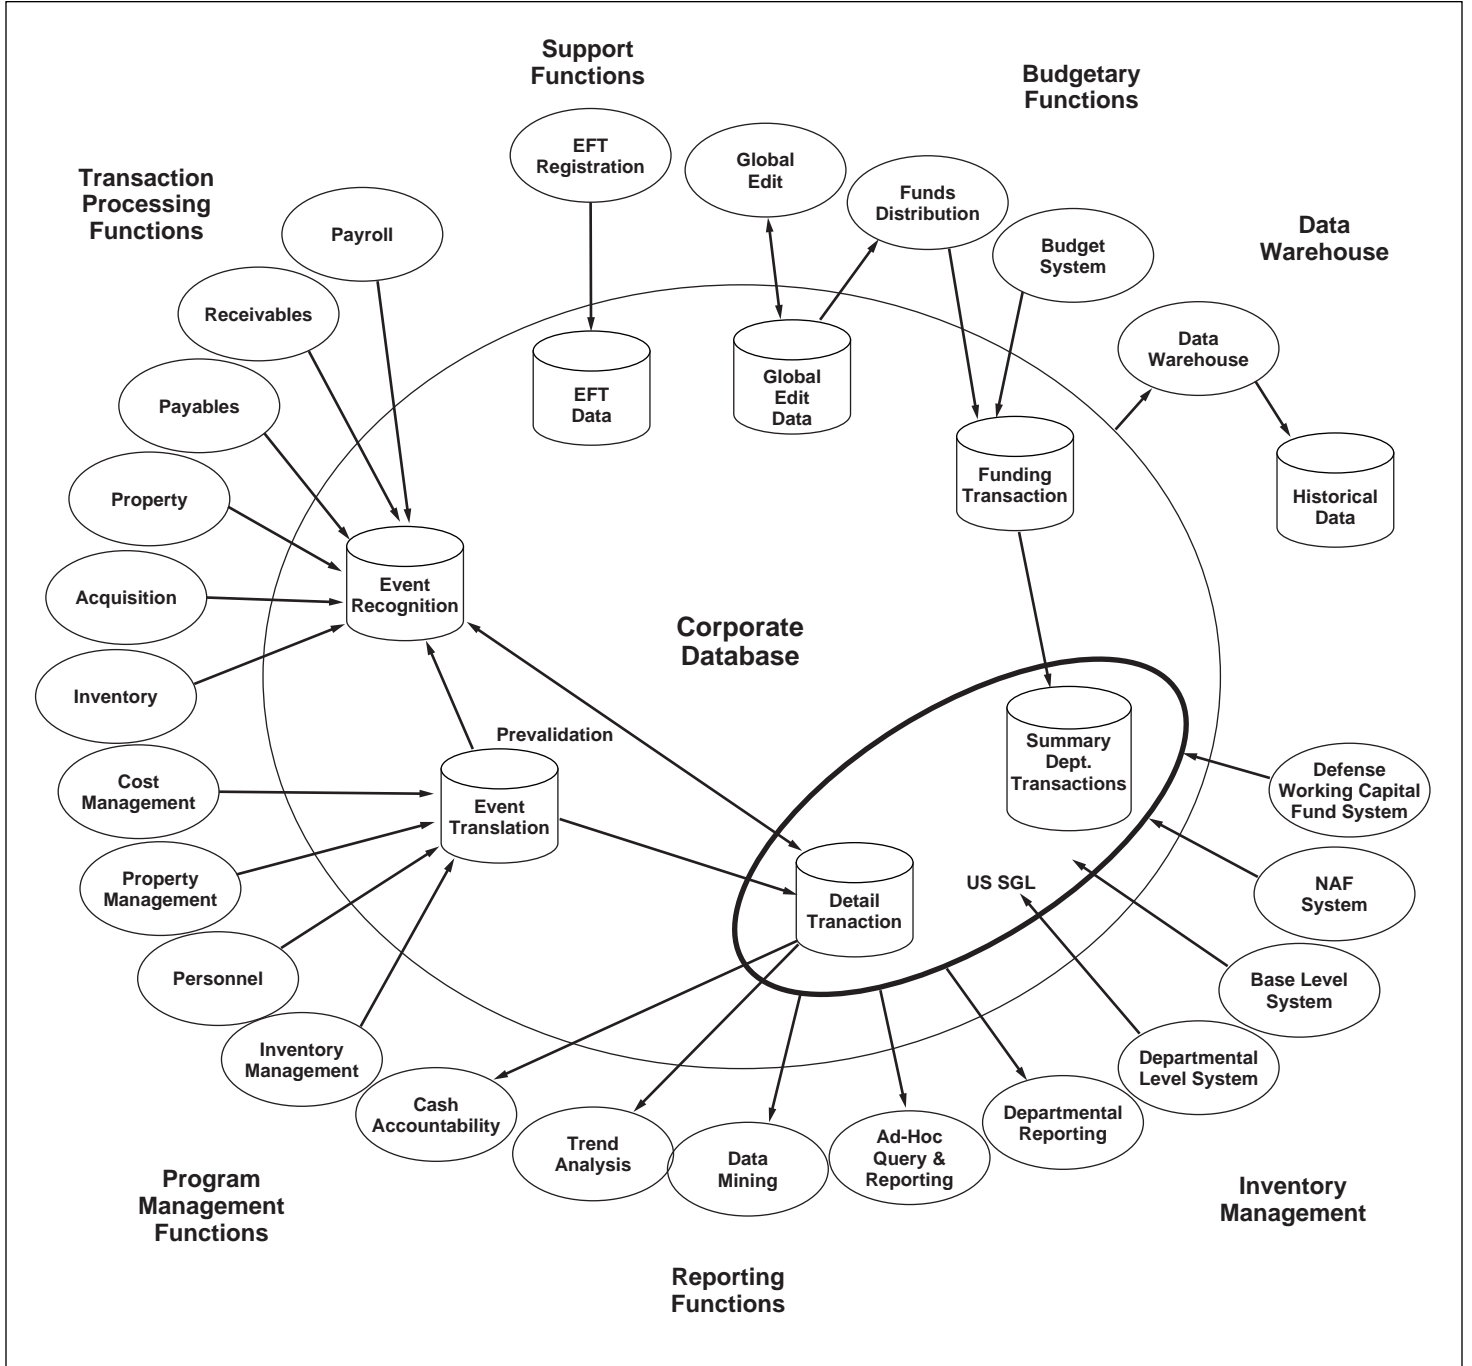 Support
Functions
Budgetary
Functions
EFT
Registration
Global
Edit
Funds
Distribution
Transaction
Processing
Functions
Payroll
Budget
System
Data
Warehouse
Receivables
Data
Warehouse
EFT
Data
Global
Edit
Data
Payables
Funding
Transaction
Historical
Data
Property
Event
Recognition
Acquisition
Corporate
Database
Inventory
Prevalidation
Summary
Dept.
Transactions
Cost
Management
Event
Translation
Defense
Working Capital
Fund System
Property
Management
US SGL
Detail
Tranaction
NAF
System
Personnel
Base Level
System
Inventory
Management
Departmental
Level System
Cash
Accountability
Trend
Analysis
Data
Mining
Ad-Hoc
Query &
Reporting
Departmental
Reporting
Program
Management
Functions
Inventory
Management
Reporting
Functions